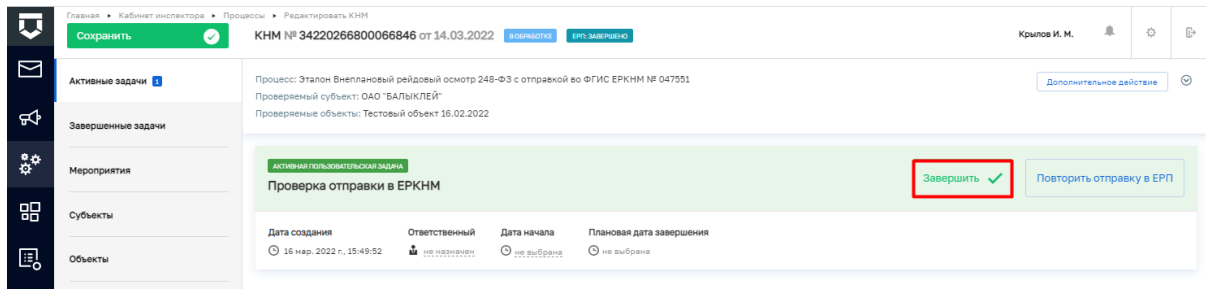 Главная ▸ Кабинет инспектора ▸ Процессы ▸ Редактировать КНМ
Сохранить
КНМ № 34220266800066846 от 14.03.2022 В ОБРАБОТКЕ ЕРП: ЗАВЕРШЕНО
Крылов И. М.
Активные задачи 1
Завершенные задачи
Мероприятия
Субъекты
Объекты
Процесс: Эталон Внеплановый рейдовый осмотр 248-ФЗ с отправкой во ФГИС ЕРКНМ № 047551
Проверяемый субъект: ОАО "БАЛЫКЛЕЙ"
Проверяемые объекты: Тестовый объект 16.02.2022
Дополнительное действие
АКТИВНАЯ ПОЛЬЗОВАТЕЛЬСКАЯ ЗАДАЧА
Проверка отправки в ЕРКНМ
Завершить
Повторить отправку в ЕРП
Дата создания Ответственный Дата начала Плановая дата завершения
16 мар. 2022 г., 15:49:52 не назначен не выбрана не выбрана